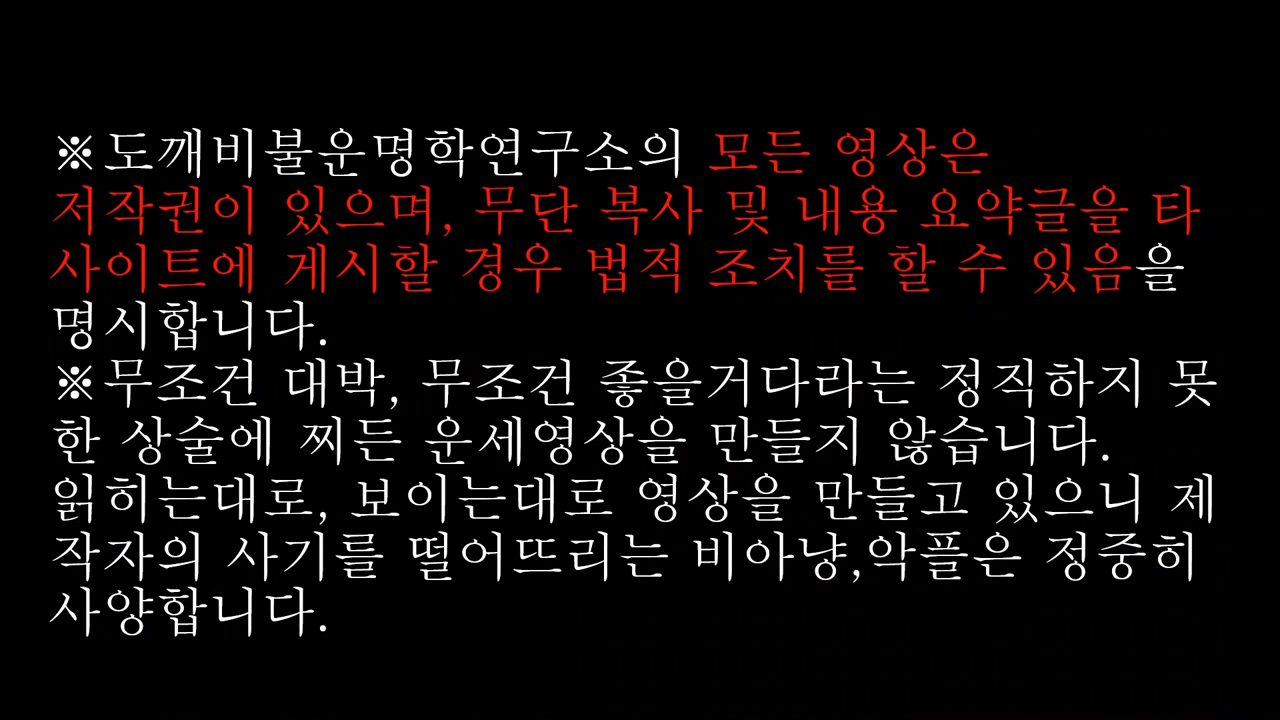 ※도깨비불운명학연구소의 모든 영상은
저작권이 있으며, 무단 복사 및 내용 요약글을 타
사이트에 게시할 경우 법적 조치를 할 수 있음을
명시합니다.
※무조건 대박, 무조건 좋을거다라는 정직하지 못
한 상술에 찌든 운세영상을 만들지 않습니다.
읽히는대로, 보이는대로 영상을 만들고 있으니 제
작자의 사기를 떨어뜨리는 비아냥,악플은 정중히
사양합니다.